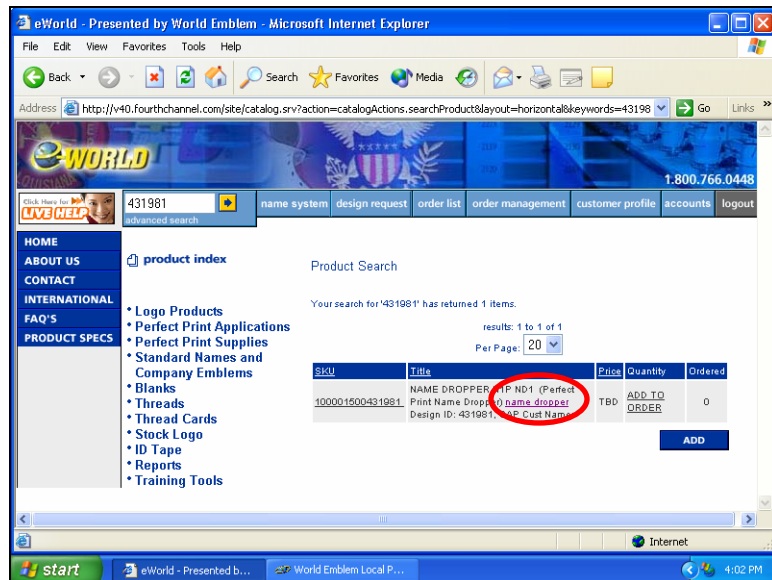 eWorld - Presented by World Emblem - Microsoft Internet Explorer
File Edit View Favorites Tools Help
Back Search Favorites Media
Address http://v40.fourthchannel.com/site/catalog.srv?action=catalogActions.searchProduct&layout=horizontal&keywords=43198 Go Links »
e-WORLD
1.800.766.0448
Click Here for
LIVE HELP
431981
advanced search
name system design request order list order management customer profile accounts logout
HOME
ABOUT US
CONTACT
INTERNATIONAL
FAQ'S
PRODUCT SPECS
product index
Logo Products
Perfect Print Applications
Perfect Print Supplies
Standard Names and
Company Emblems
Blanks
Threads
Thread Cards
Stock Logo
ID Tape
Reports
Training Tools
Product Search
Your search for '431981' has returned 1 items.
results: 1 to 1 of 1
Per Page: 20
SKU Title Price Quantity Ordered
100001500431981 NAME DROPPER ND1 (Perfect Print Name Dropper) name dropper Design ID: 431981, Cust Name TBD ADD TO ORDER 0
ADD
Internet
start eWorld - Presented b... World Emblem Local P... 4:02 PM